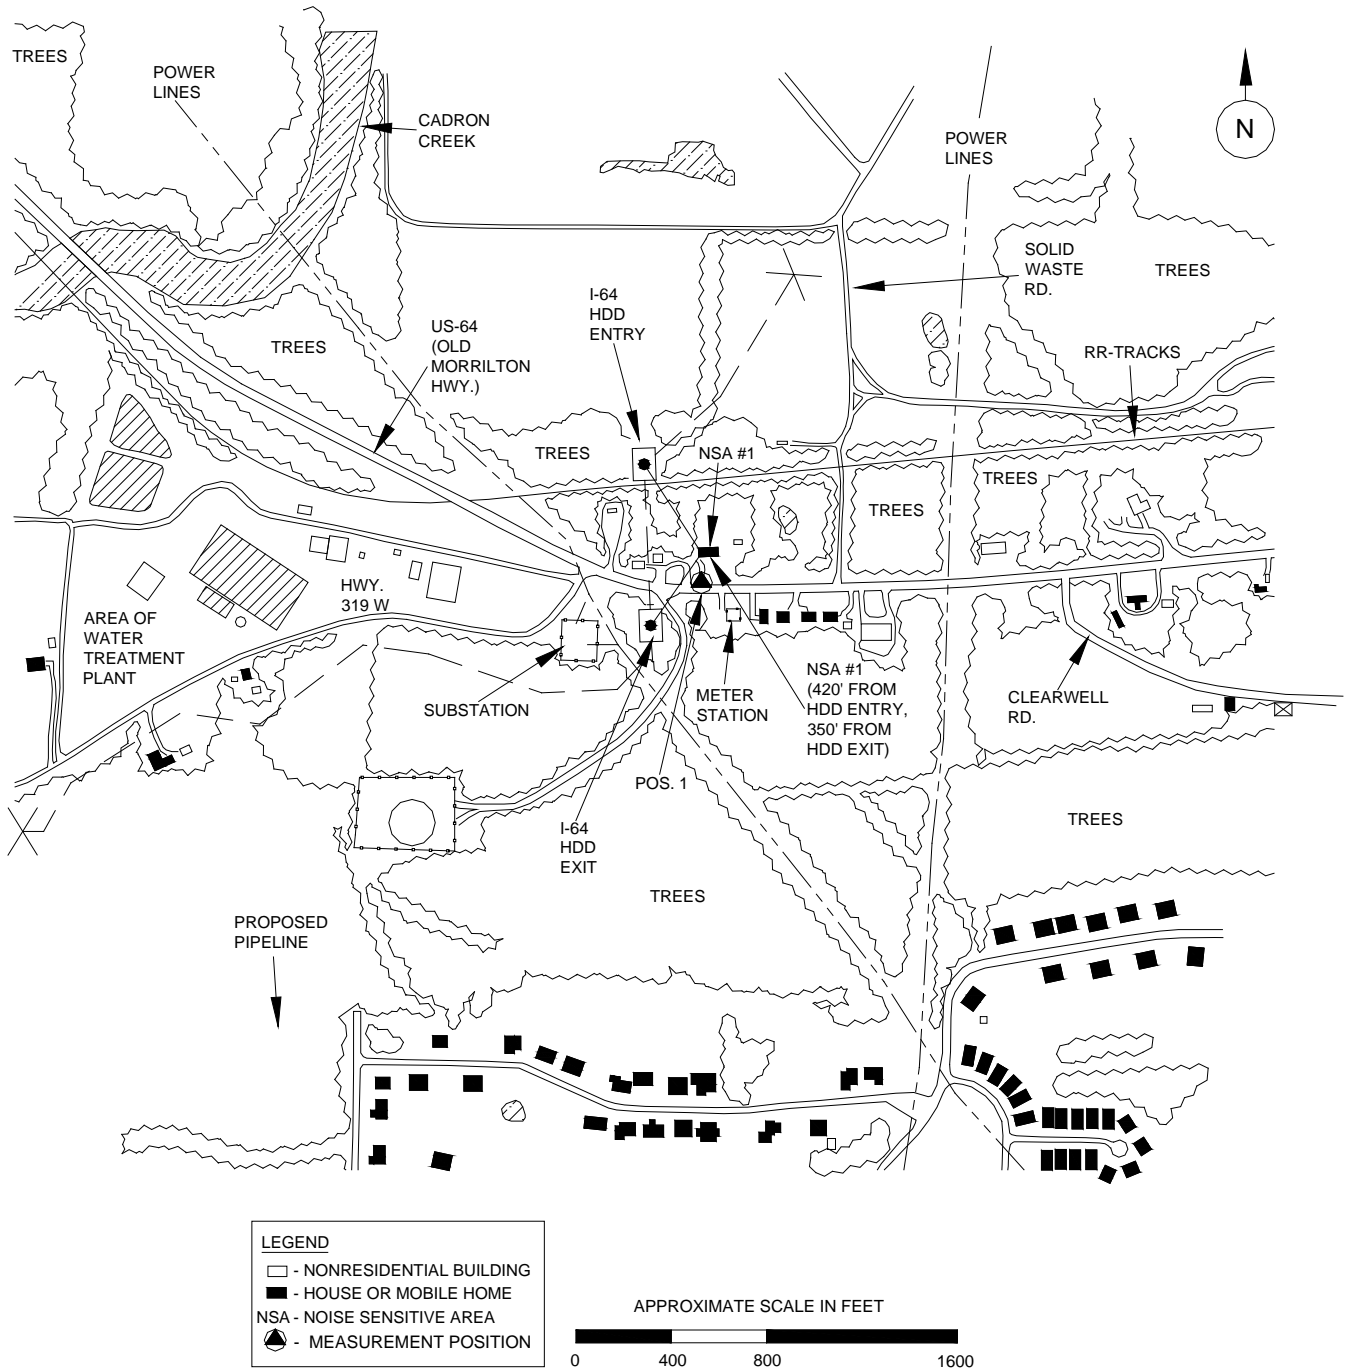 TREES
POWER
LINES
CADRON
CREEK
N
POWER
LINES
SOLID
WASTE
RD.
TREES
I-64
HDD
ENTRY
US-64
(OLD
MORRILTON
HWY.)
TREES
RR-TRACKS
TREES
NSA #1
TREES
TREES
HWY.
319 W
AREA OF
WATER
TREATMENT
PLANT
SUBSTATION
METER
STATION
NSA #1
(420' FROM
HDD ENTRY,
350' FROM
HDD EXIT)
CLEARWELL
RD.
POS. 1
I-64
HDD
EXIT
TREES
TREES
PROPOSED
PIPELINE
LEGEND
- NONRESIDENTIAL BUILDING
- HOUSE OR MOBILE HOME
NSA - NOISE SENSITIVE AREA
- MEASUREMENT POSITION
APPROXIMATE SCALE IN FEET
0 400 800 1600